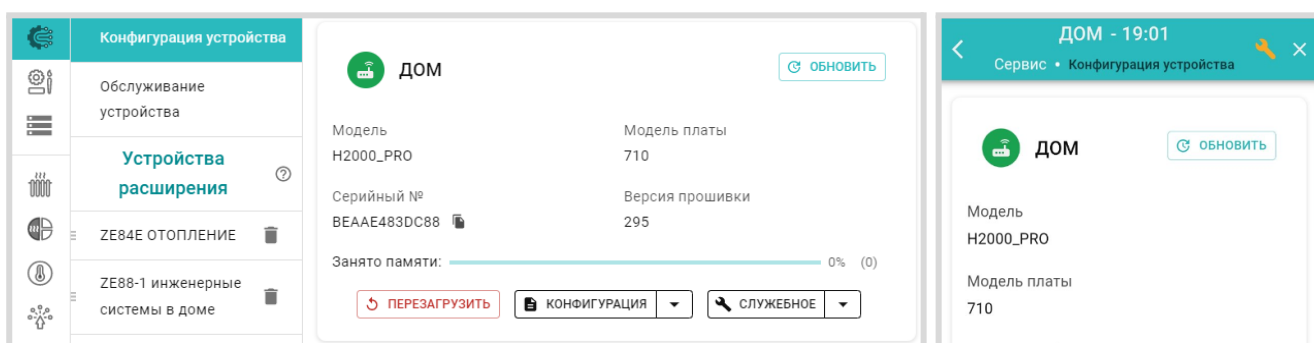 Конфигурация устройства
Обслуживание
устройства
Устройства
расширения
ZE84E ОТОПЛЕНИЕ
ZE88-1 инженерные
системы в доме
ДОМ
ОБНОВИТЬ
Модель
H2000_PRO
Модель платы
710
Серийный №
BEAAE483DC88
Версия прошивки
295
Занято памяти: 0% (0)
ПЕРЕЗАГРУЗИТЬ
КОНФИГУРАЦИЯ
СЛУЖЕБНОЕ
ДОМ - 19:01
Сервис • Конфигурация устройства
ДОМ
ОБНОВИТЬ
Модель
H2000_PRO
Модель платы
710